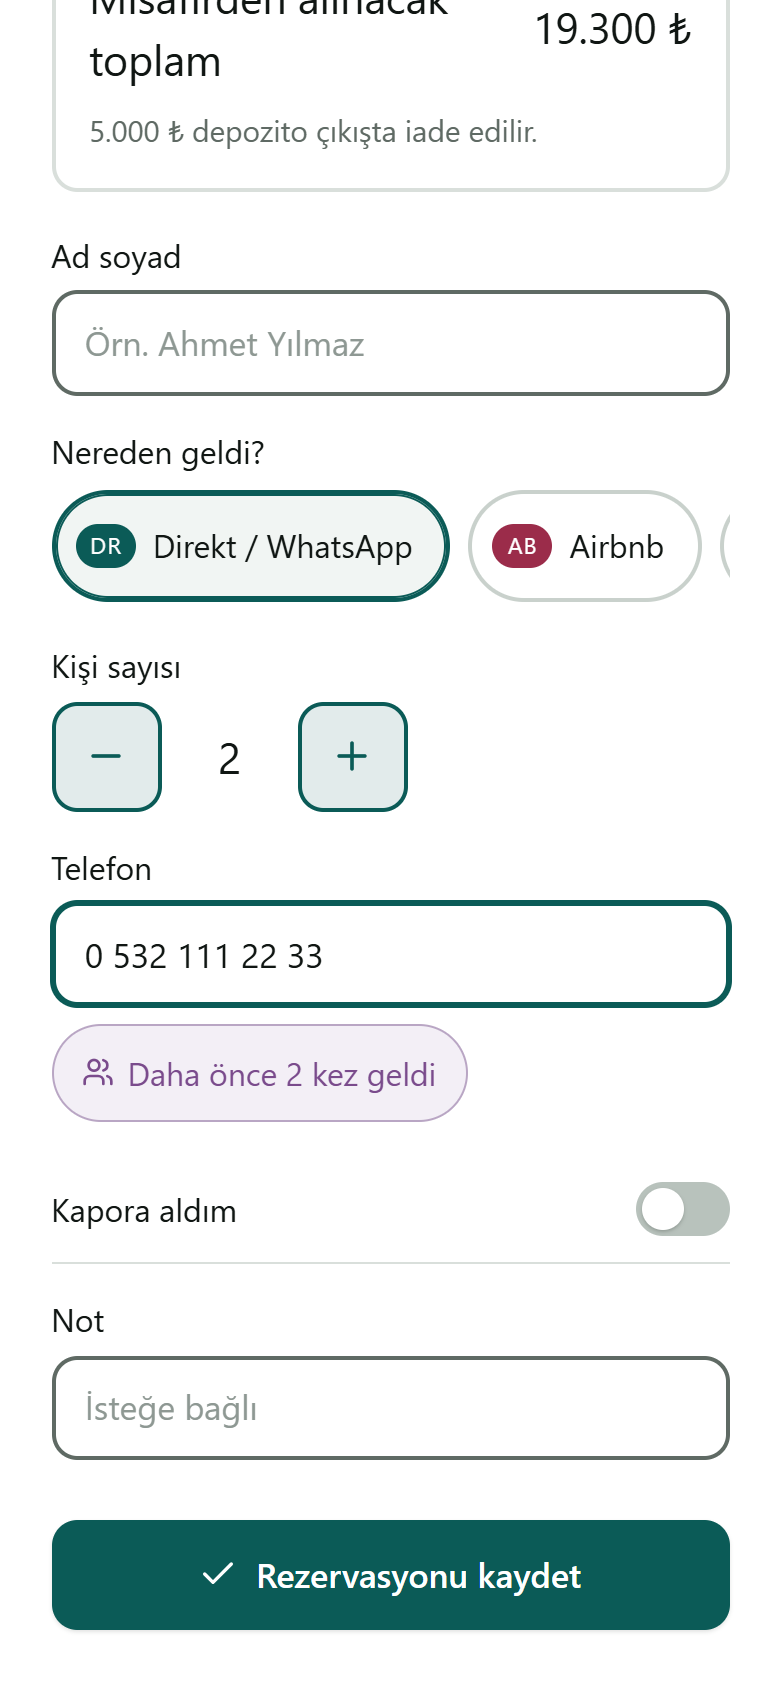 Misafirden alınacak
toplam
19.300 ₺
5.000 ₺ depozito çıkışta iade edilir.
Ad soyad
Örn. Ahmet Yılmaz
Nereden geldi?
DR Direkt / WhatsApp
AB Airbnb
Kişi sayısı
− 2 +
Telefon
0 532 111 22 33
Daha önce 2 kez geldi
Kapora aldım
Not
İsteğe bağlı
Rezervasyonu kaydet